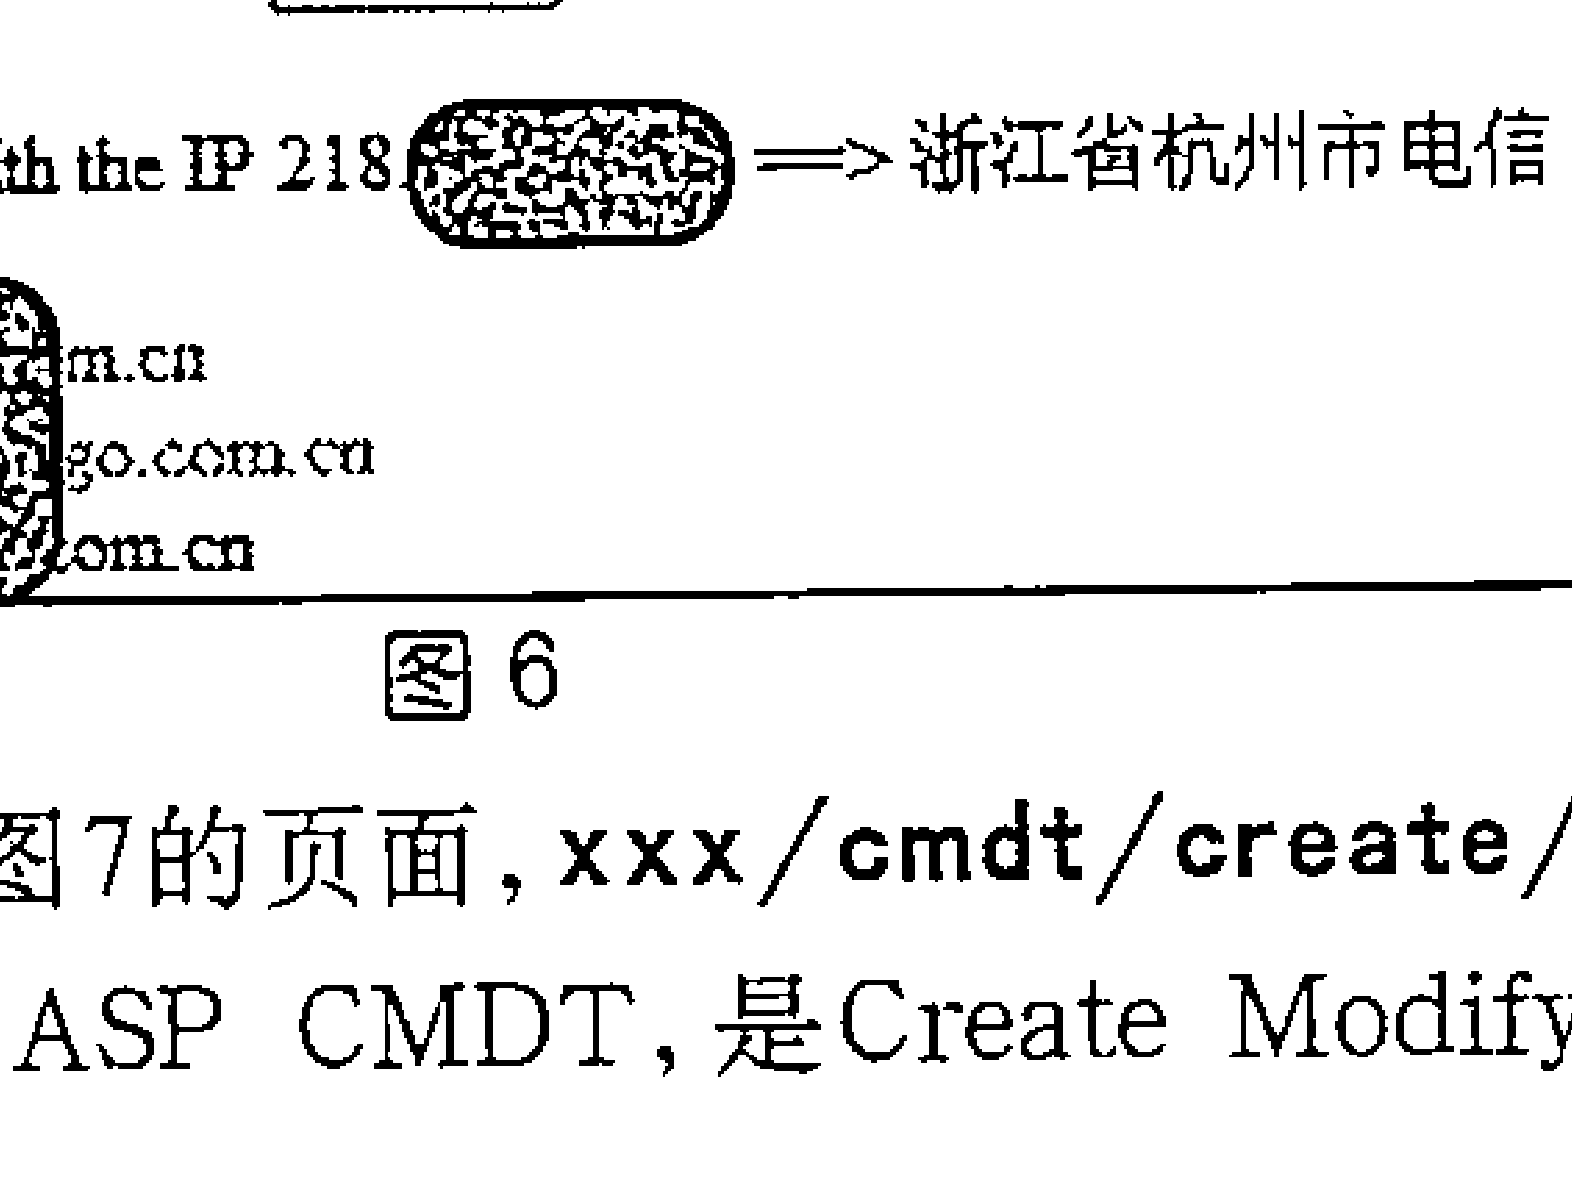 th the IP 218. ==> 浙江省杭州市电信
m.cn
go.com.cn
com.cn
图 6
图7的页面,xxx/cmdt/create/
ASP CMDT,是Create Modify